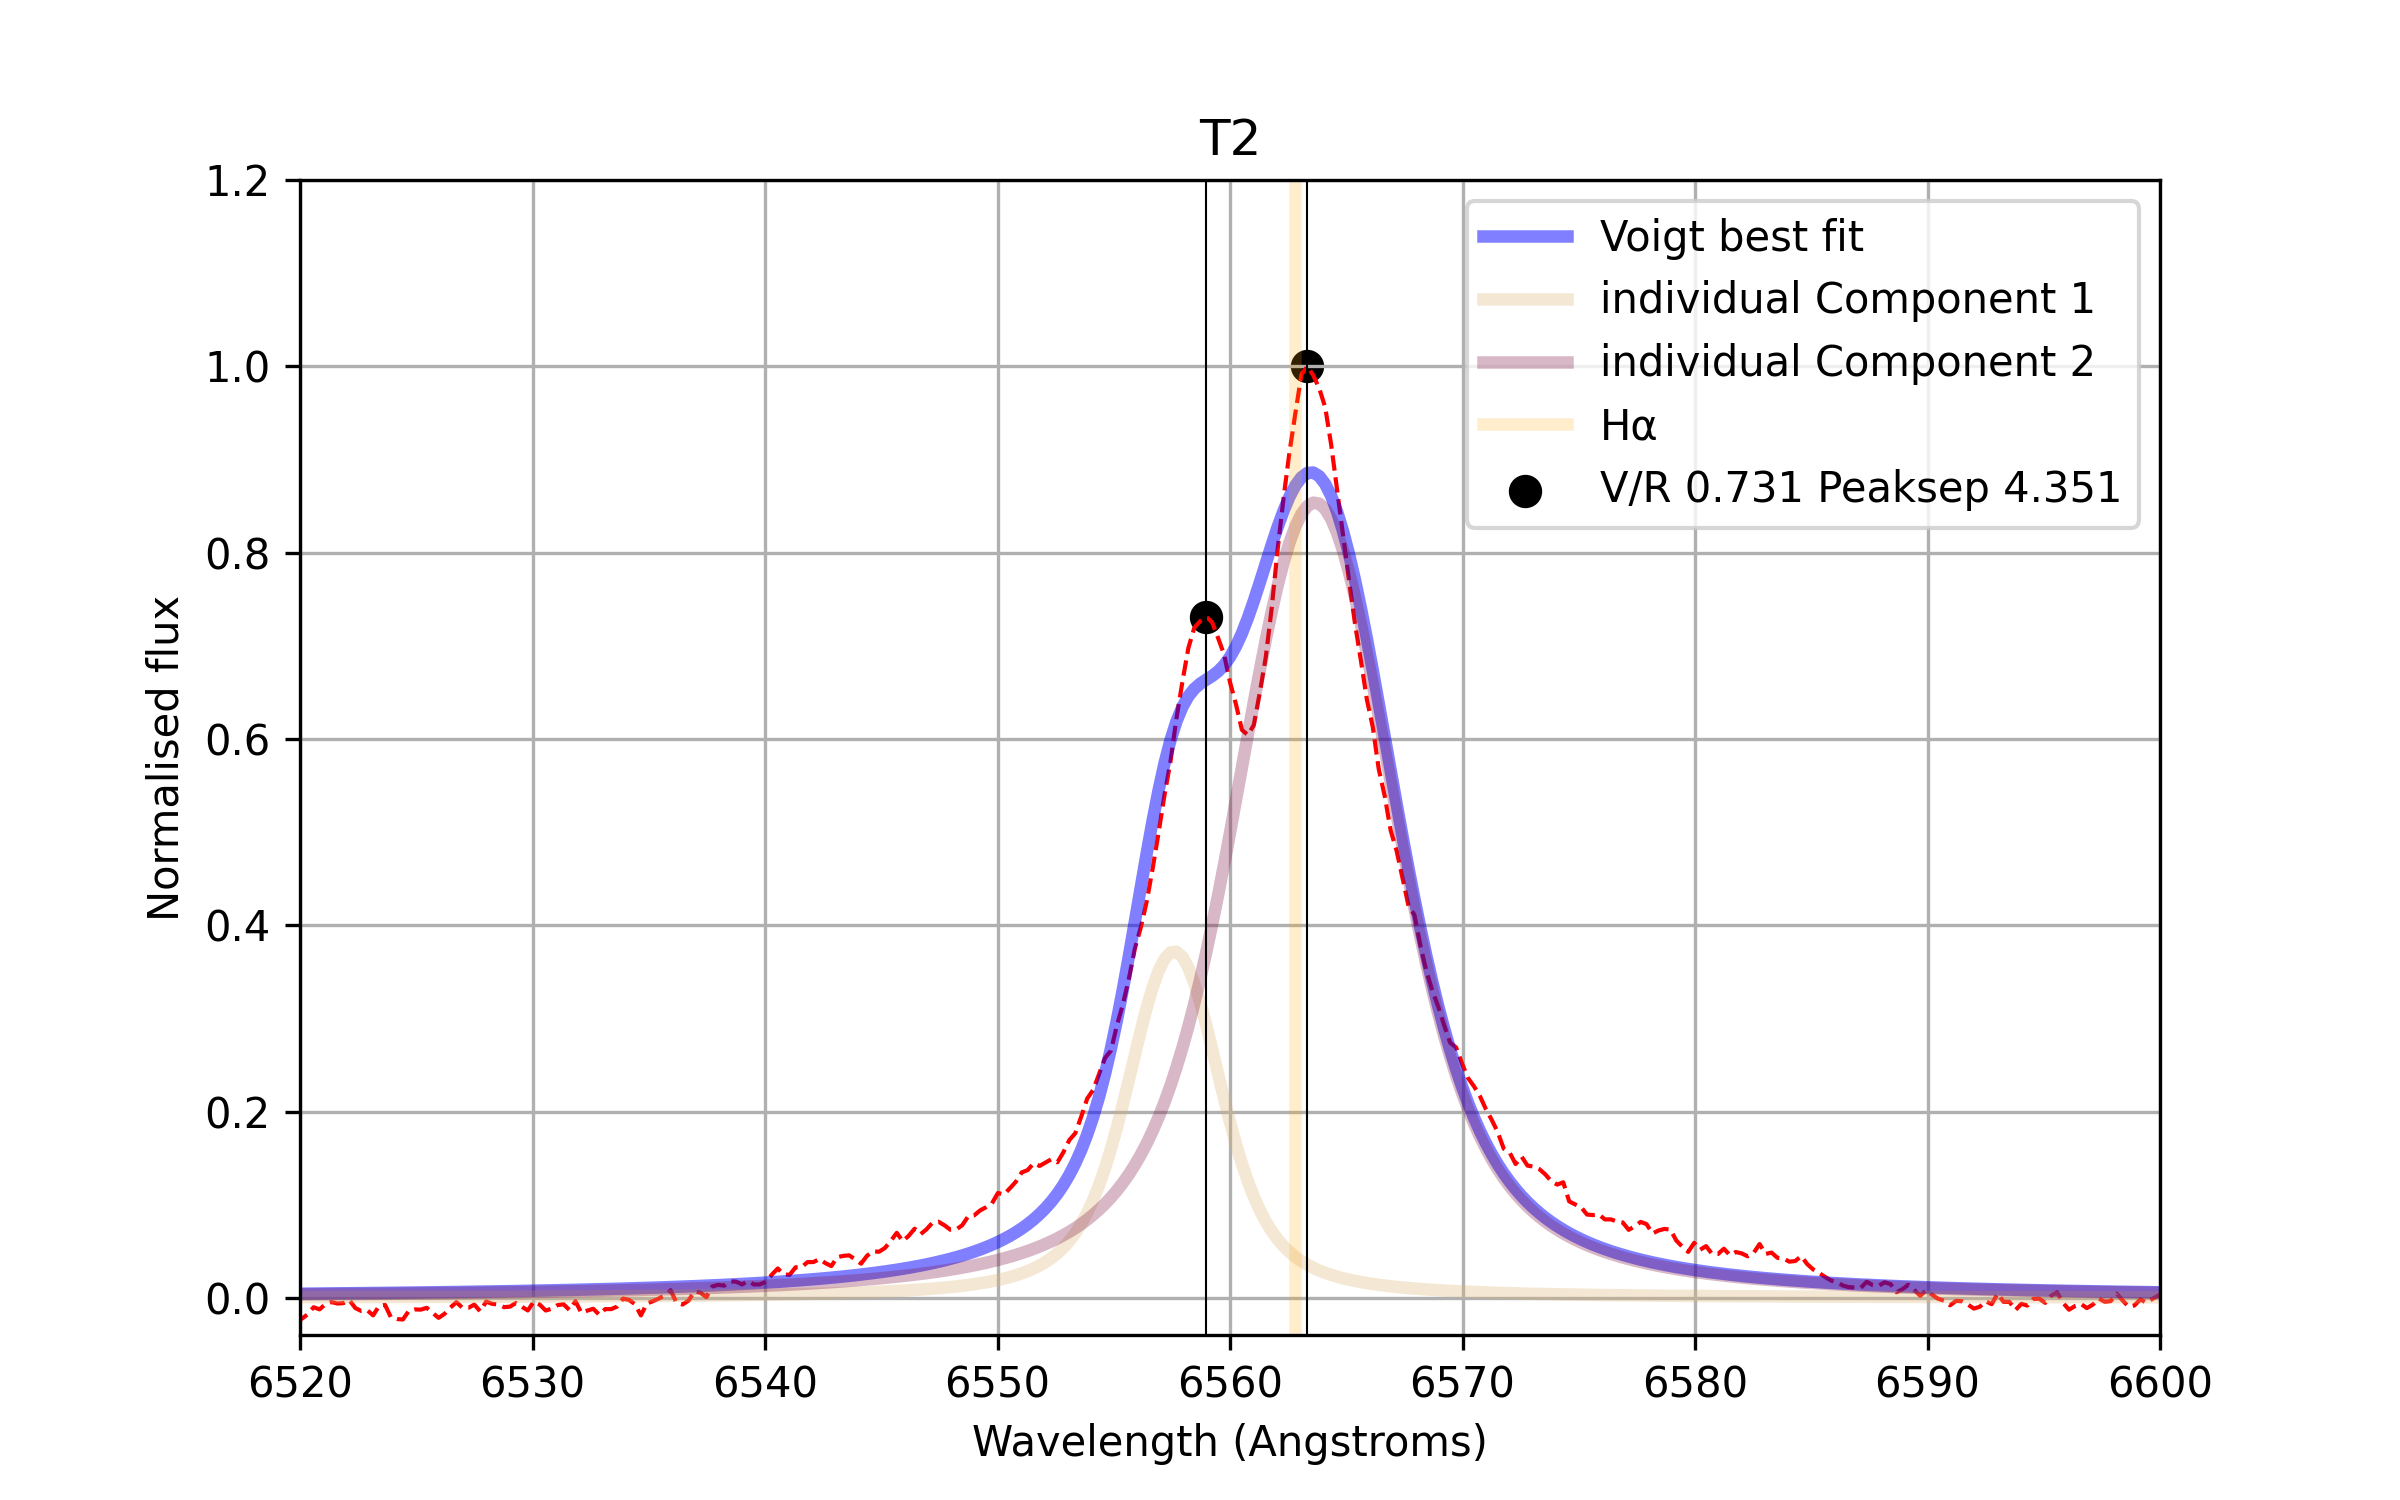 T2
1.2
1.0
0.8
0.6
0.4
0.2
0.0
Normalised flux
Voigt best fit
individual Component 1
individual Component 2
Hα
V/R 0.731 Peaksep 4.351
6520 6530 6540 6550 6560 6570 6580 6590 6600
Wavelength (Angstroms)